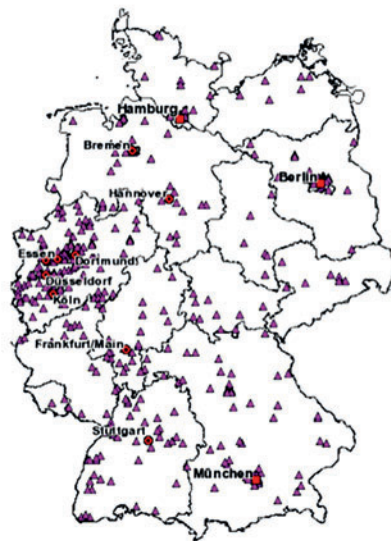 Hamburg
Bremen
Berlin
Hannover
Essen
Dortmund
Düsseldorf
Köln
Frankfurt/Main
Stuttgart
München